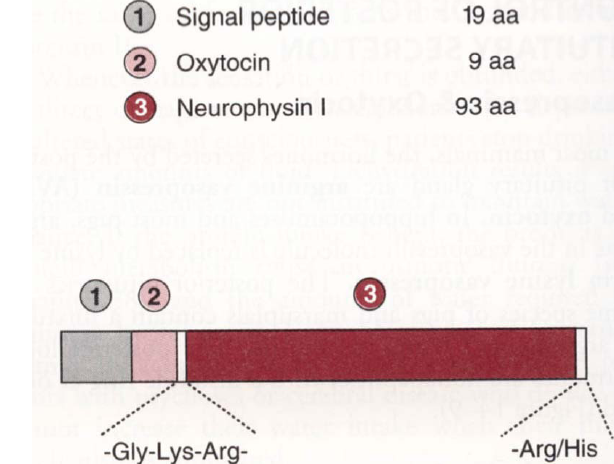 1 Signal peptide 19 aa
2 Oxytocin 9 aa
3 Neurophysin I 93 aa
1 2 3
-Gly-Lys-Arg- -Arg/His